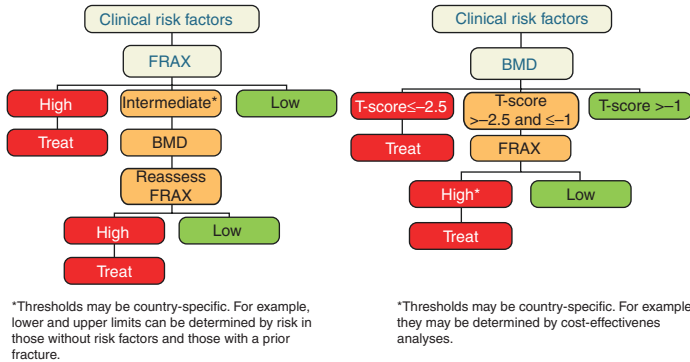 Clinical risk factors
FRAX
High
Intermediate*
Low
Treat
BMD
Reassess
FRAX
High
Low
Treat
*Thresholds may be country-specific. For example,
lower and upper limits can be determined by risk in
those without risk factors and those with a prior
fracture.
Clinical risk factors
BMD
T-score≤–2.5
T-score
>–2.5 and ≤–1
T-score >–1
Treat
FRAX
High*
Low
Treat
*Thresholds may be country-specific. For example
they may be determined by cost-effectivenes
analyses.